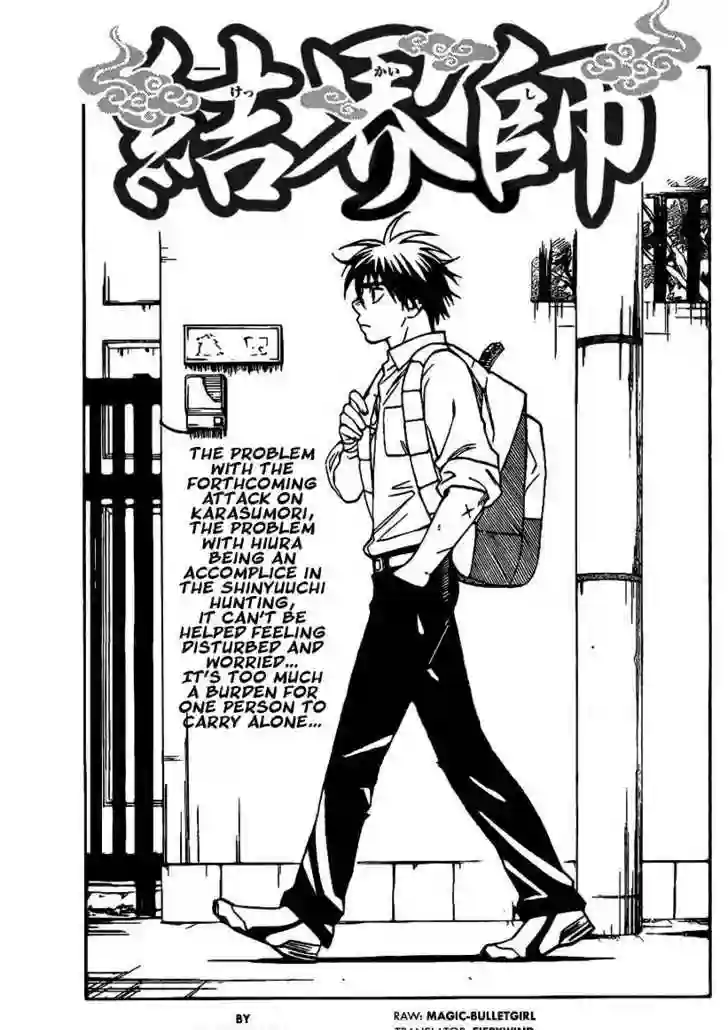 結界師
けっ かい し
THE PROBLEM
WITH THE
FORTHCOMING
ATTACK ON
KARASUMORI,
THE PROBLEM
WITH HIURA
BEING AN
ACCOMPLICE IN
THE SHINYUUCHI
HUNTING,
IT CAN'T BE
HELPED FEELING
DISTURBED AND
WORRIED...
IT'S TOO MUCH
A BURDEN FOR
ONE PERSON TO
CARRY ALONE...
BY
RAW: MAGIC-BULLETGIRL
TRANSLATOR: FIERYWIND